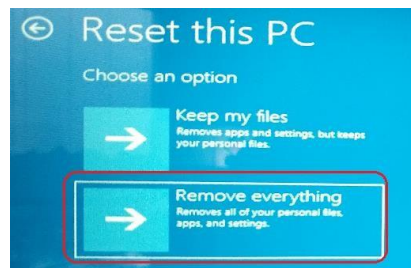 Reset this PC
Choose an option
Keep my files
Removes apps and settings, but keeps
your personal files.
Remove everything
Removes all of your personal files,
apps, and settings.